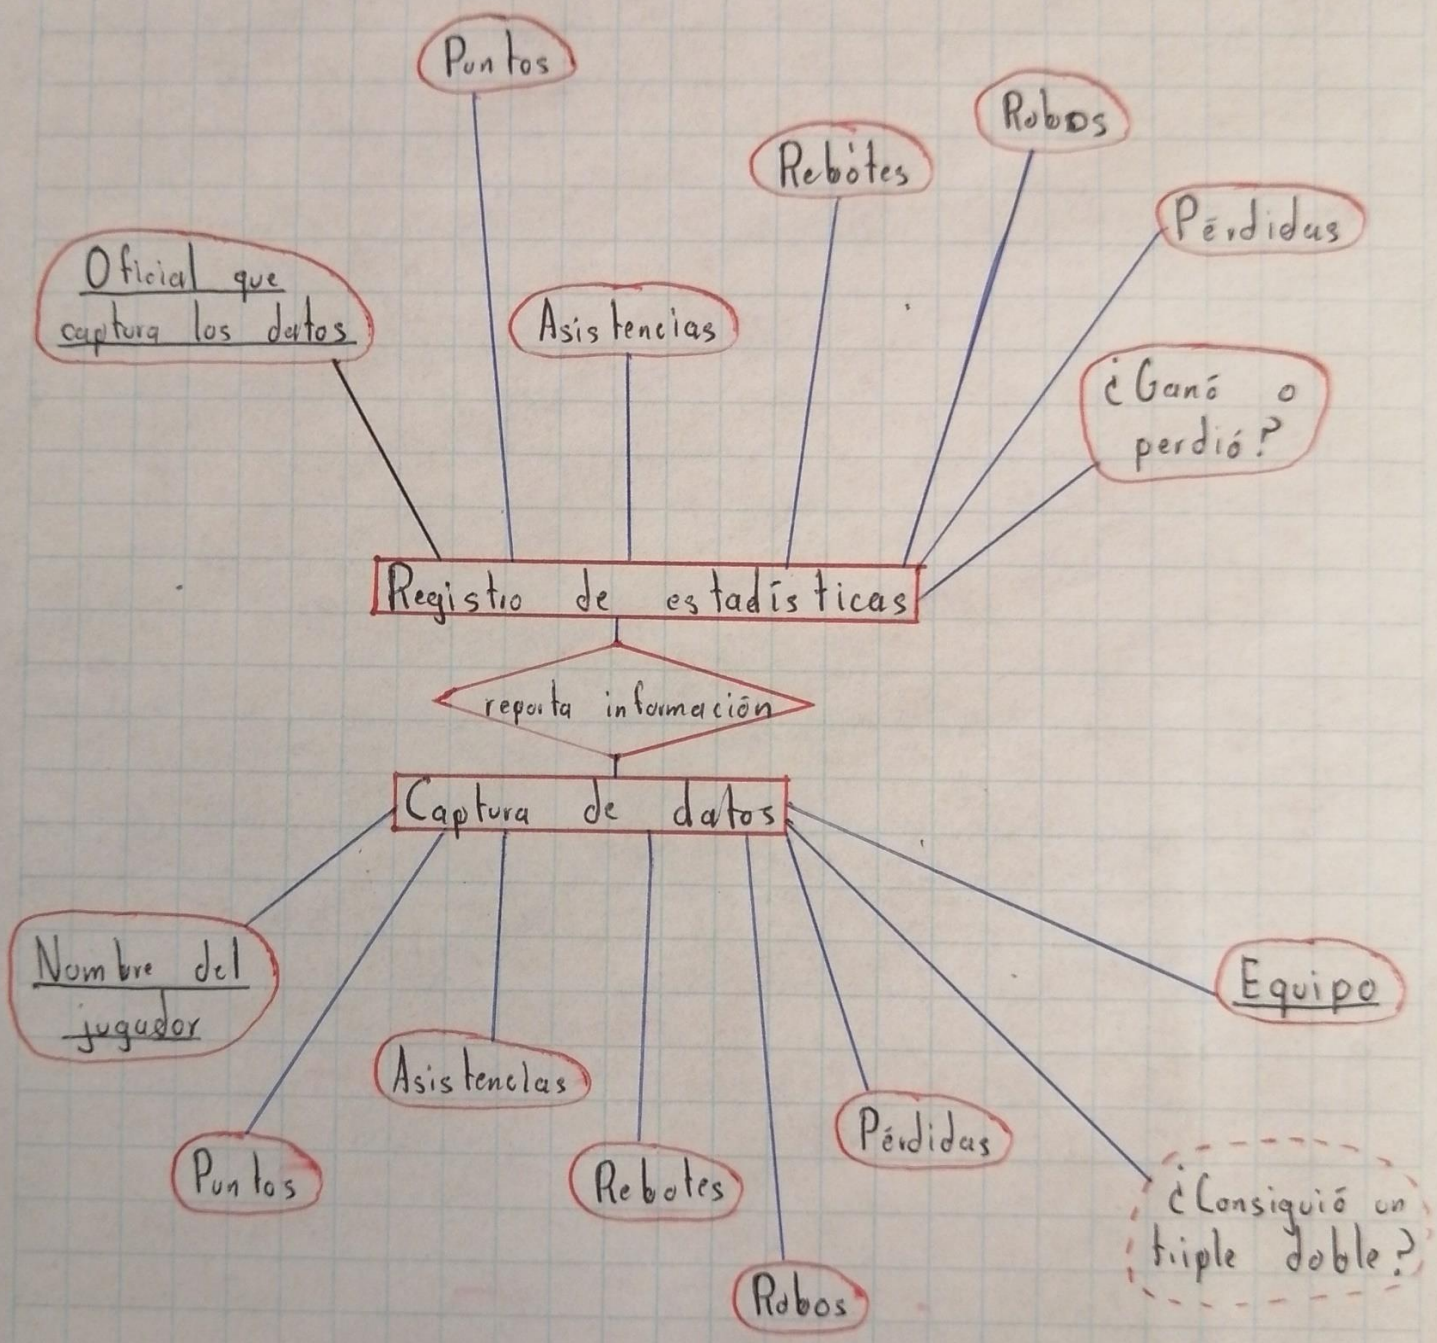 Puntos
Robos
Rebótes
Pérdidas
Oficial que
captura los datos
Asistencias
¿Ganó o
perdió?
Registro de estadísticas
reporta información
Captura de datos
Nombre del
jugador
Equipo
Asistencias
Pérdidas
Puntos
Rebotes
¿Consiguió un
triple doble?
Robos